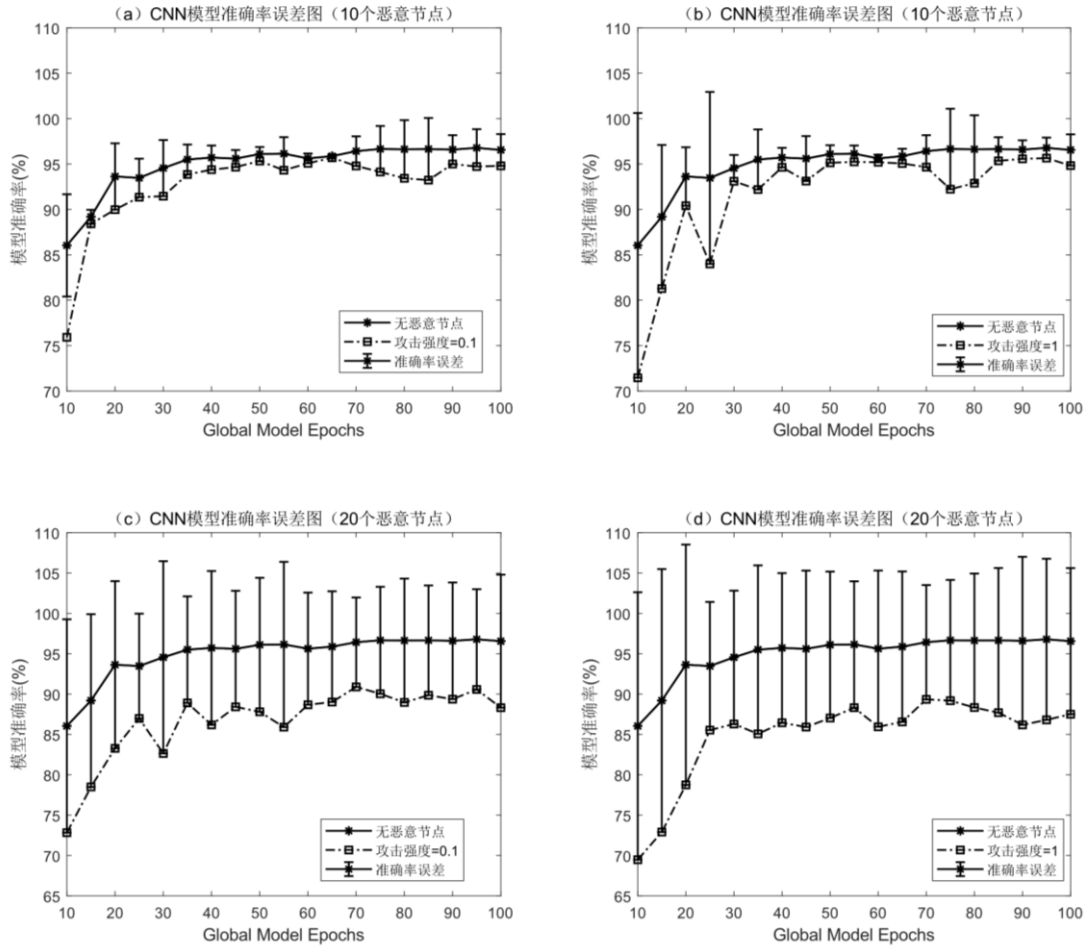 （a）CNN模型准确率误差图（10个恶意节点）
模型准确率(%)
110
105
100
95
90
85
80
75
70
无恶意节点
攻击强度=0.1
准确率误差
10 20 30 40 50 60 70 80 90 100
Global Model Epochs
（b）CNN模型准确率误差图（10个恶意节点）
模型准确率(%)
110
105
100
95
90
85
80
75
70
无恶意节点
攻击强度=1
准确率误差
10 20 30 40 50 60 70 80 90 100
Global Model Epochs
（c）CNN模型准确率误差图（20个恶意节点）
模型准确率(%)
110
105
100
95
90
85
80
75
70
65
无恶意节点
攻击强度=0.1
准确率误差
10 20 30 40 50 60 70 80 90 100
Global Model Epochs
（d）CNN模型准确率误差图（20个恶意节点）
模型准确率(%)
110
105
100
95
90
85
80
75
70
65
无恶意节点
攻击强度=1
准确率误差
10 20 30 40 50 60 70 80 90 100
Global Model Epochs